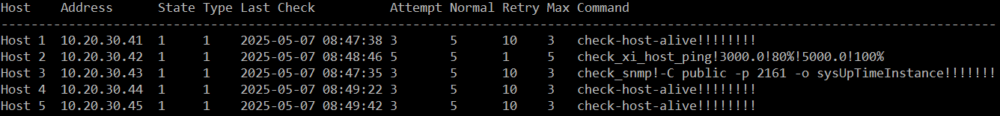 Host    Address      State Type Last Check          Attempt Normal Retry Max Command
--------------------------------------------------------------------------------------------------------------------------------------
Host 1  10.20.30.41  1     1    2025-05-07 08:47:38 3       5      10    3   check-host-alive!!!!!!!!
Host 2  10.20.30.42  1     1    2025-05-07 08:48:46 5       5      1     5   check_xi_host_ping!3000.0!80%!5000.0!100%
Host 3  10.20.30.43  1     1    2025-05-07 08:47:35 3       5      10    3   check_snmp!-C public -p 2161 -o sysUpTimeInstance!!!!!!!
Host 4  10.20.30.44  1     1    2025-05-07 08:49:22 3       5      10    3   check-host-alive!!!!!!!!
Host 5  10.20.30.45  1     1    2025-05-07 08:49:42 3       5      10    3   check-host-alive!!!!!!!!